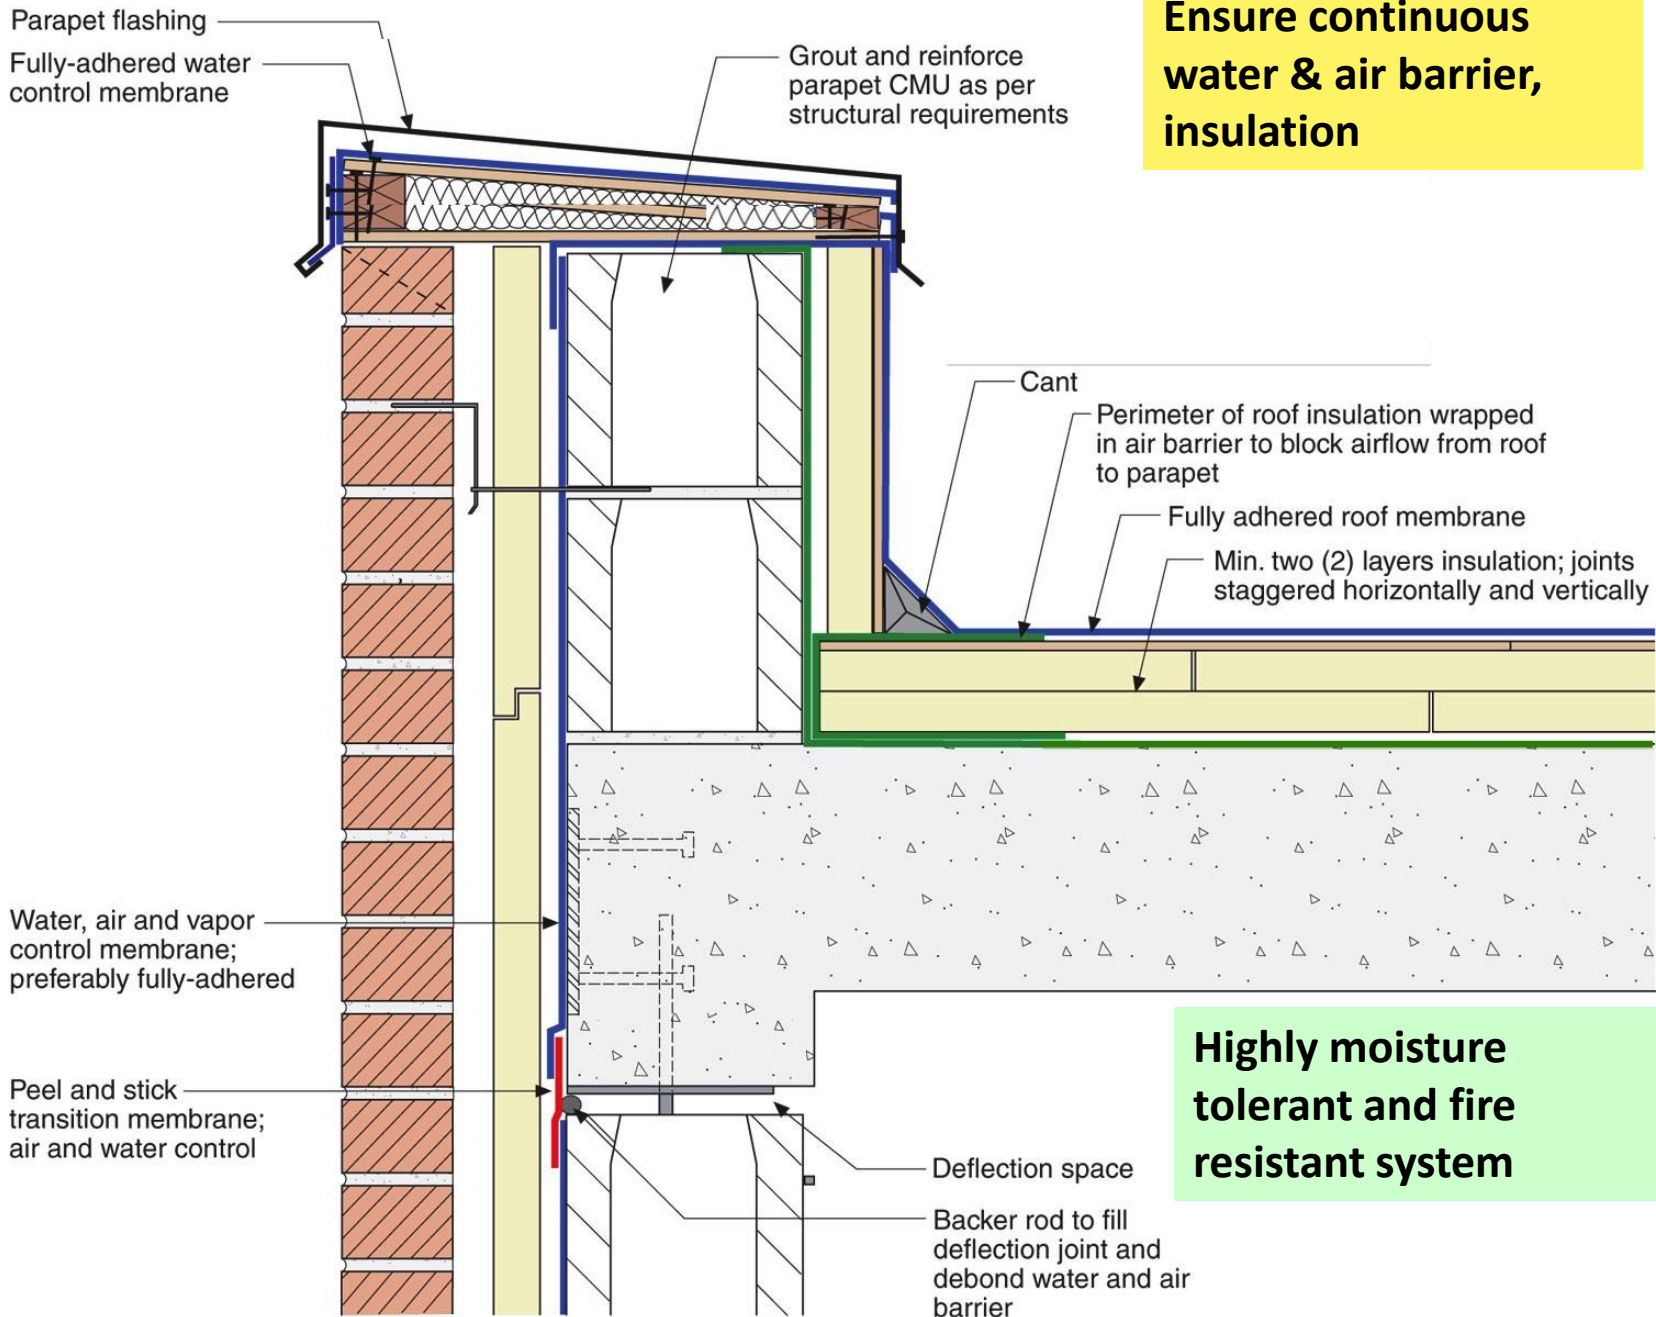 Parapet flashing
Fully-adhered water
control membrane
Grout and reinforce
parapet CMU as per
structural requirements
Ensure continuous
water & air barrier,
insulation
Cant
Perimeter of roof insulation wrapped
in air barrier to block airflow from roof
to parapet
Fully adhered roof membrane
Min. two (2) layers insulation; joints
staggered horizontally and vertically
Water, air and vapor
control membrane;
preferably fully-adhered
Peel and stick
transition membrane;
air and water control
Highly moisture
tolerant and fire
resistant system
Deflection space
Backer rod to fill
deflection joint and
debond water and air
barrier